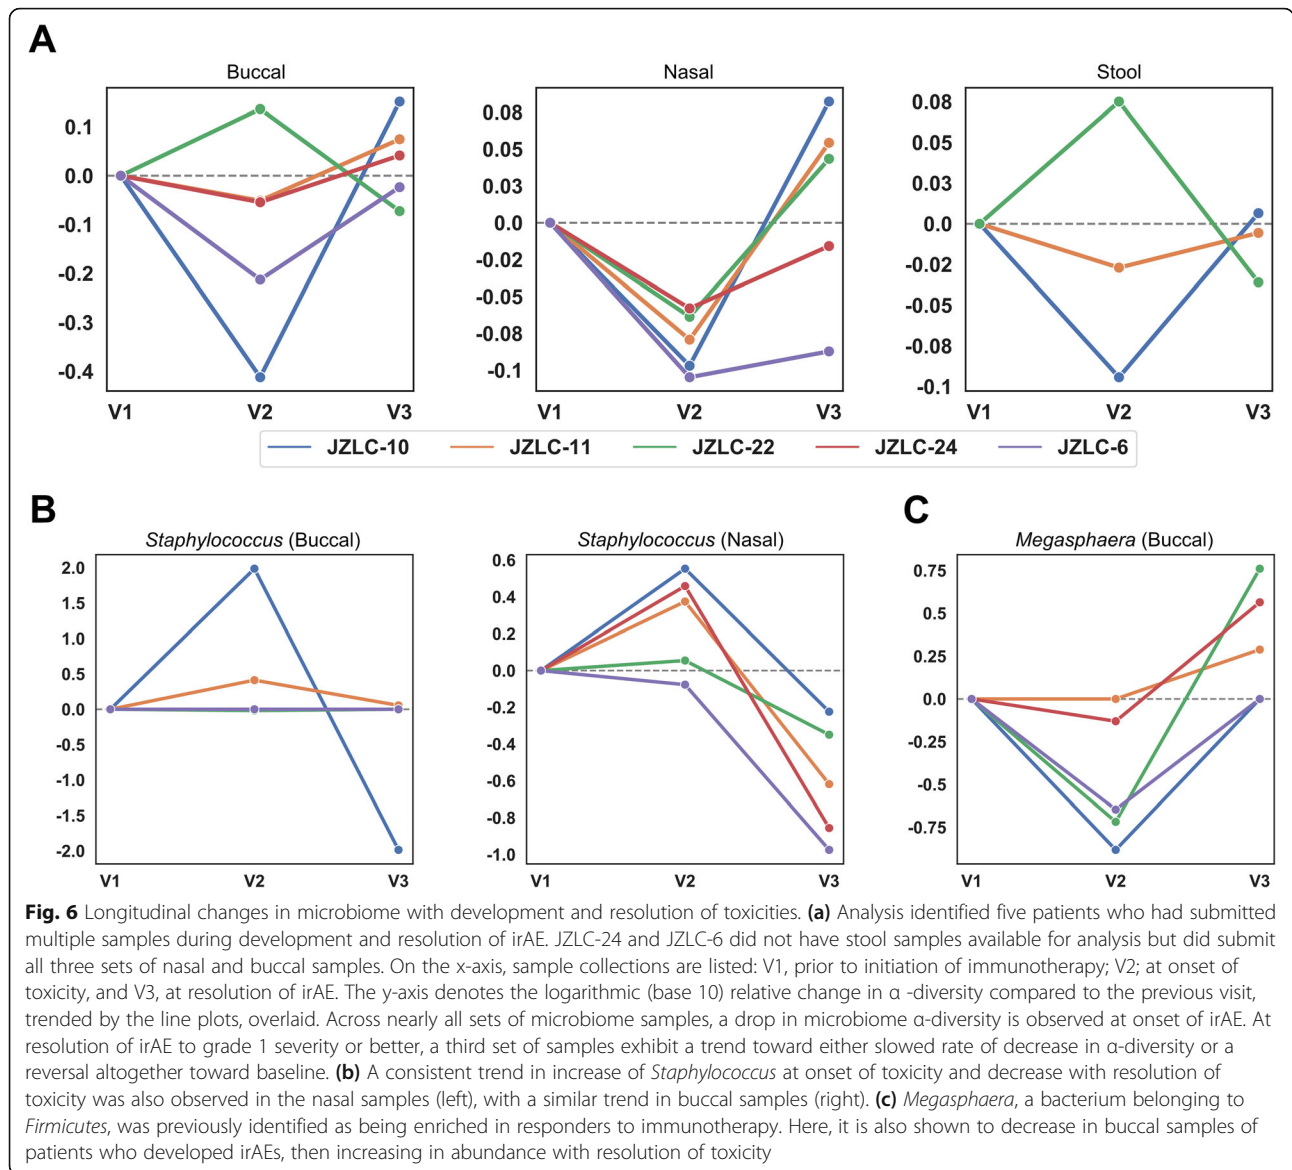 A
Buccal
Nasal
Stool
0.1
0.0
-0.1
-0.2
-0.3
-0.4
V1
V2
V3
0.08
0.05
0.03
0.0
-0.02
-0.05
-0.08
-0.1
V1
V2
V3
0.08
0.05
0.03
0.0
-0.02
-0.05
-0.08
-0.1
V1
V2
V3
JZLC-10
JZLC-11
JZLC-22
JZLC-24
JZLC-6
B
Staphylococcus (Buccal)
2.0
1.5
1.0
0.5
0.0
-0.5
-1.0
-1.5
-2.0
V1
V2
V3
Staphylococcus (Nasal)
0.6
0.4
0.2
0.0
-0.2
-0.4
-0.6
-0.8
-1.0
V1
V2
V3
C
Megasphaera (Buccal)
0.75
0.5
0.25
0.0
-0.25
-0.5
-0.75
V1
V2
V3
Fig. 6 Longitudinal changes in microbiome with development and resolution of toxicities. (a) Analysis identified five patients who had submitted
multiple samples during development and resolution of irAE. JZLC-24 and JZLC-6 did not have stool samples available for analysis but did submit
all three sets of nasal and buccal samples. On the x-axis, sample collections are listed: V1, prior to initiation of immunotherapy; V2; at onset of
toxicity, and V3, at resolution of irAE. The y-axis denotes the logarithmic (base 10) relative change in α -diversity compared to the previous visit,
trended by the line plots, overlaid. Across nearly all sets of microbiome samples, a drop in microbiome α-diversity is observed at onset of irAE. At
resolution of irAE to grade 1 severity or better, a third set of samples exhibit a trend toward either slowed rate of decrease in α-diversity or a
reversal altogether toward baseline. (b) A consistent trend in increase of Staphylococcus at onset of toxicity and decrease with resolution of
toxicity was also observed in the nasal samples (left), with a similar trend in buccal samples (right). (c) Megasphaera, a bacterium belonging to
Firmicutes, was previously identified as being enriched in responders to immunotherapy. Here, it is also shown to decrease in buccal samples of
patients who developed irAEs, then increasing in abundance with resolution of toxicity